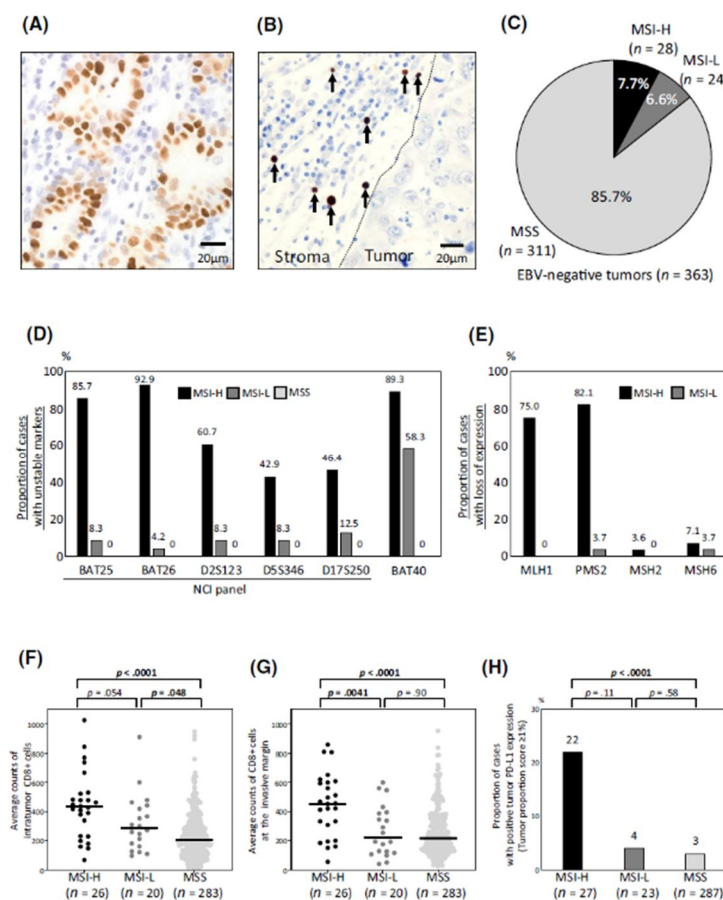 (A)
20μm
(B)
Stroma
Tumor
20μm
(C)
MSI-H
(n = 28)
MSI-L
(n = 24
7.7%
6.6%
85.7%
MSS
(n = 311)
EBV-negative tumors (n = 363)
(D)
%
Proportion of cases
with unstable markers
100
80
60
40
20
0
MSI-H MSI-L MSS
85.7
8.3
0
92.9
4.2
0
60.7
8.3
0
42.9
8.3
0
46.4
12.5
0
89.3
58.3
0
BAT25 BAT26 D2S123 D5S346 D17S250 BAT40
NCI panel
(E)
%
Proportion of cases
with loss of expression
100
80
60
40
20
0
MSI-H MSI-L
75.0
0
82.1
3.7
3.6
0
7.1
3.7
MLH1 PMS2 MSH2 MSH6
(F)
p < .0001
p = .054
p = .048
Average counts of
intratumor CD8+ cells
1000
800
600
400
200
0
MSI-H MSI-L MSS
(n = 26) (n = 20) (n = 283)
(G)
p < .0001
p = .0041
p = .90
Average counts of CD8+ cells
at the invasive margin
1000
800
600
400
200
0
MSI-H MSI-L MSS
(n = 26) (n = 20) (n = 283)
(H)
p < .0001
p = .11
p = .58
%
Proportion of cases
with positive tumor PD-L1 expression
(Tumor proportion score ≥1%)
30
20
10
0
22
4
3
MSI-H MSI-L MSS
(n = 27) (n = 23) (n = 287)